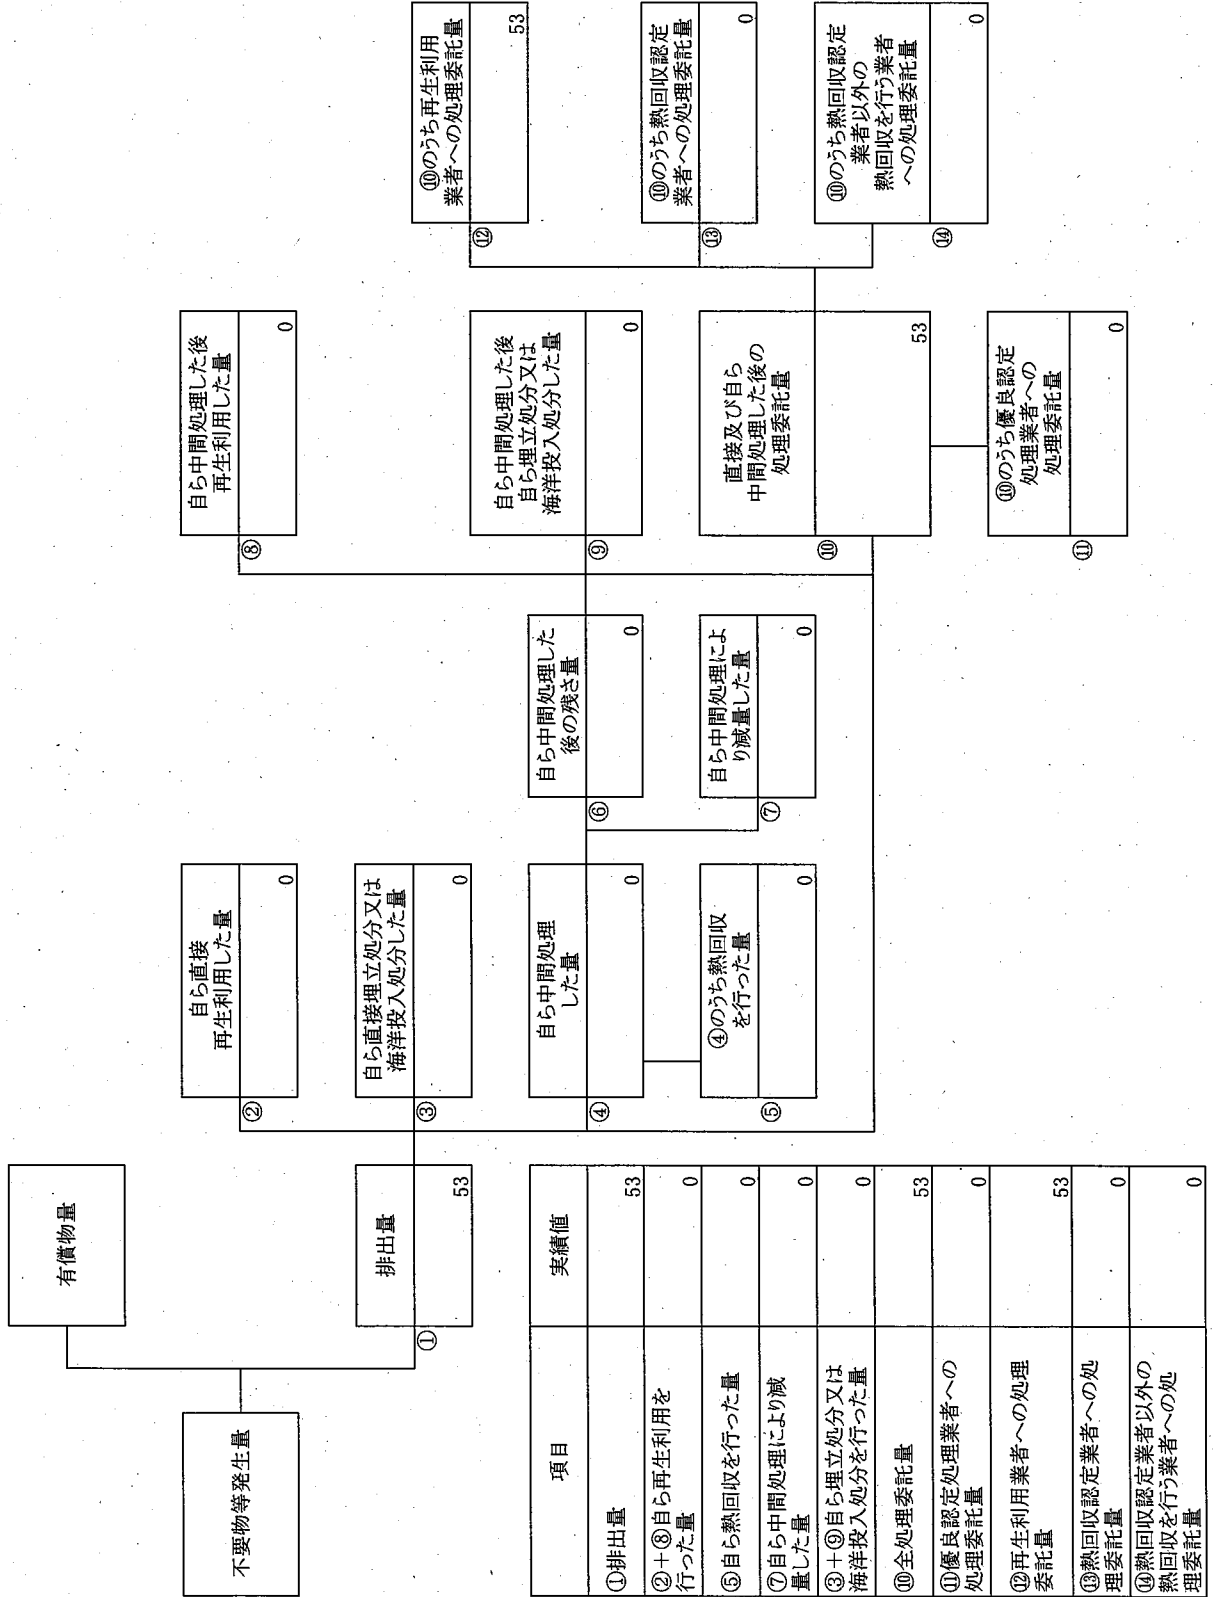 不要物等発生量
有償物量
①
排出量
53
②
自ら直接
再生利用した量
0
③
自ら直接埋立処分又は
海洋投入処分した量
0
④
自ら中間処理
した量
0
⑤
④のうち熱回収
を行った量
0
⑥
自ら中間処理した
後の残さ量
0
⑦
自ら中間処理によ
り減量した量
0
⑧
自ら中間処理した後
再生利用した量
0
⑨
自ら中間処理した後
自ら埋立処分又は
海洋投入処分した量
0
⑩
直接及び自ら
中間処理した後の
処理委託量
53
⑪
⑩のうち優良認定
処理業者への
処理委託量
0
⑫
⑩のうち再生利用
業者への処理委託量
53
⑬
⑩のうち熱回収認定
業者への処理委託量
0
⑭
⑩のうち熱回収認定
業者以外の
熱回収を行う業者
への処理委託量
0
項目 実績値
①排出量 53
②+⑧自ら再生利用を
行った量 0
⑤自ら熱回収を行った量 0
⑦自ら中間処理により減
量した量 0
③+⑨自ら埋立処分又は
海洋投入処分を行った量 0
⑩全処理委託量 53
⑪優良認定処理業者への
処理委託量 0
⑫再生利用業者への処理
委託量 53
⑬熱回収認定業者への処
理委託量 0
⑭熱回収認定業者以外の
熱回収を行う業者への処
理委託量 0